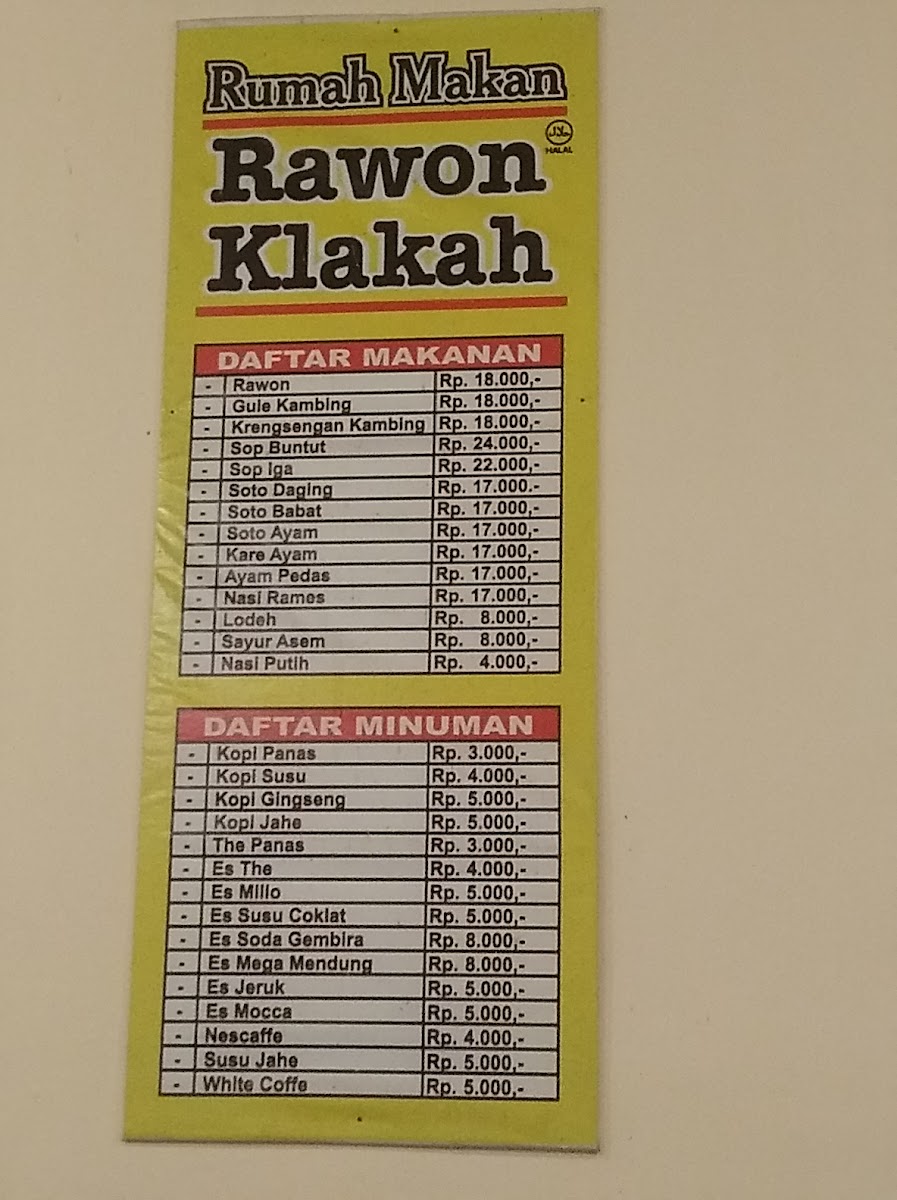 Rumah Makan
حلال
HALAL
Rawon
Klakah
DAFTAR MAKANAN
- Rawon Rp. 18.000,-
- Gule Kambing Rp. 18.000,-
- Krengsengan Kambing Rp. 18.000,-
- Sop Buntut Rp. 24.000,-
- Sop Iga Rp. 22.000,-
- Soto Daging Rp. 17.000.-
- Soto Babat Rp. 17.000,-
- Soto Ayam Rp. 17.000,-
- Kare Ayam Rp. 17.000,-
- Ayam Pedas Rp. 17.000,-
- Nasi Rames Rp. 17.000,-
- Lodeh Rp. 8.000,-
- Sayur Asem Rp. 8.000,-
- Nasi Putih Rp. 4.000,-
DAFTAR MINUMAN
- Kopi Panas Rp. 3.000,-
- Kopi Susu Rp. 4.000,-
- Kopi Gingseng Rp. 5.000,-
- Kopi Jahe Rp. 5.000,-
- The Panas Rp. 3.000,-
- Es The Rp. 4.000,-
- Es Millo Rp. 5.000,-
- Es Susu Coklat Rp. 5.000,-
- Es Soda Gembira Rp. 8.000,-
- Es Mega Mendung Rp. 8.000,-
- Es Jeruk Rp. 5.000,-
- Es Mocca Rp. 5.000,-
- Nescaffe Rp. 4.000,-
- Susu Jahe Rp. 5.000,-
- White Coffe Rp. 5.000,-